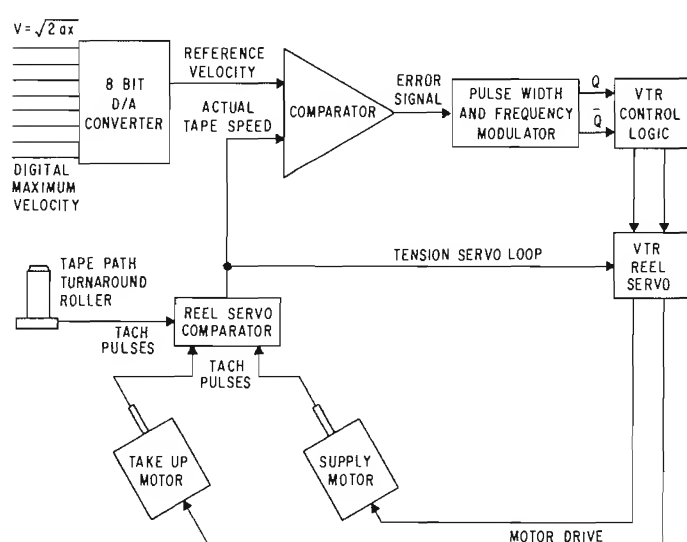 V=√2ax
8 BIT
D/A
CONVERTER
DIGITAL
MAXIMUM
VELOCITY
REFERENCE
VELOCITY
ACTUAL
TAPE SPEED
COMPARATOR
ERROR
SIGNAL
PULSE WIDTH
AND FREQUENCY
MODULATOR
Q
Q̄
VTR
CONTROL
LOGIC
TENSION SERVO LOOP
VTR
REEL
SERVO
TAPE PATH
TURNAROUND
ROLLER
TACH
PULSES
REEL SERVO
COMPARATOR
TACH
PULSES
TAKE UP
MOTOR
SUPPLY
MOTOR
MOTOR DRIVE